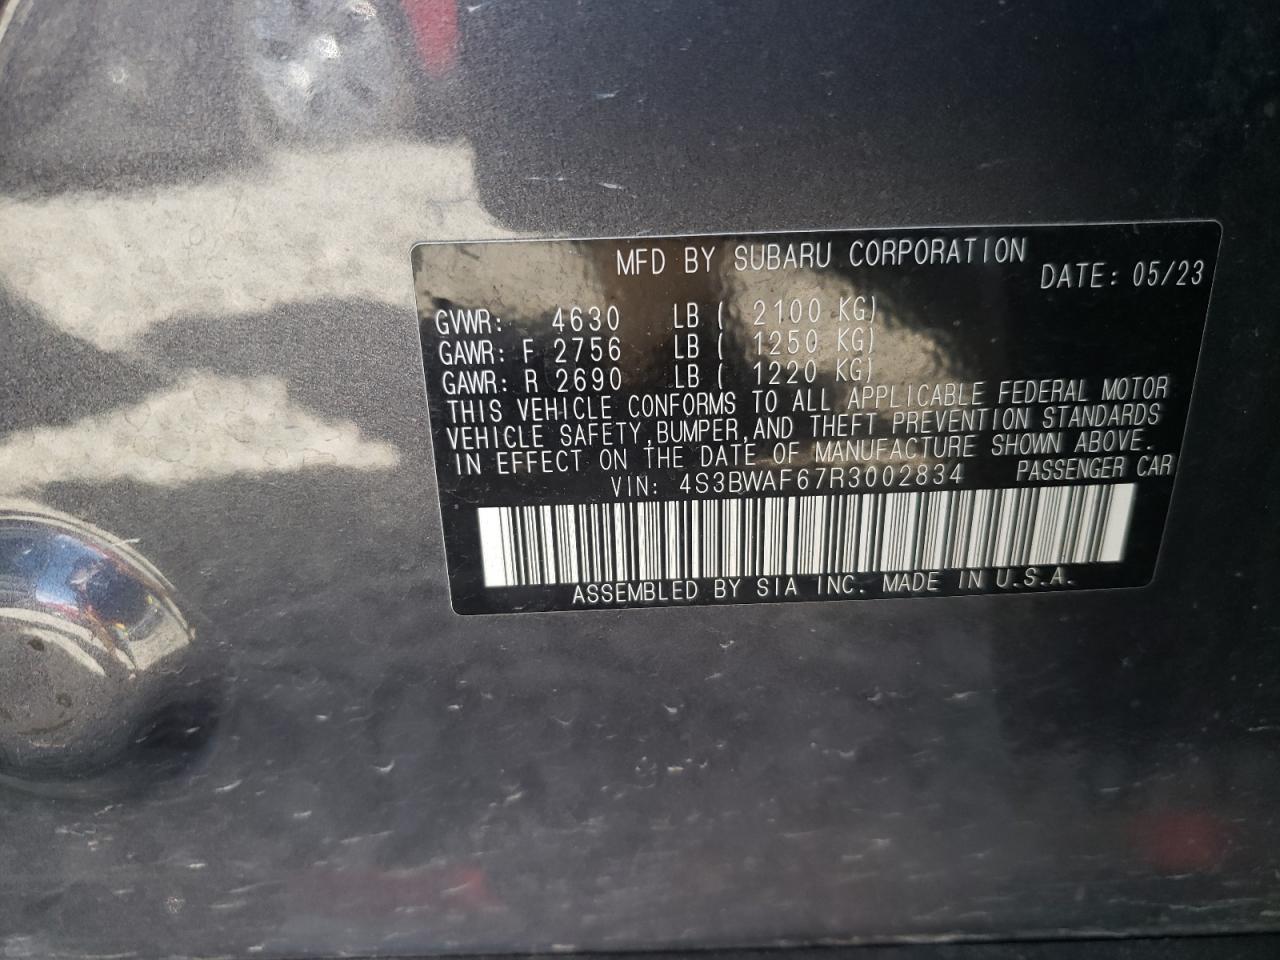 MFD BY SUBARU CORPORATION
DATE: 05/23
GVWR: 4630 LB ( 2100 KG)
GAWR: F 2756 LB ( 1250 KG)
GAWR: R 2690 LB ( 1220 KG)
THIS VEHICLE CONFORMS TO ALL APPLICABLE FEDERAL MOTOR
VEHICLE SAFETY,BUMPER,AND THEFT PREVENTION STANDARDS
IN EFFECT ON THE DATE OF MANUFACTURE SHOWN ABOVE.
VIN: 4S3BWAF67R3002834 PASSENGER CAR
ASSEMBLED BY SIA INC. MADE IN U.S.A.